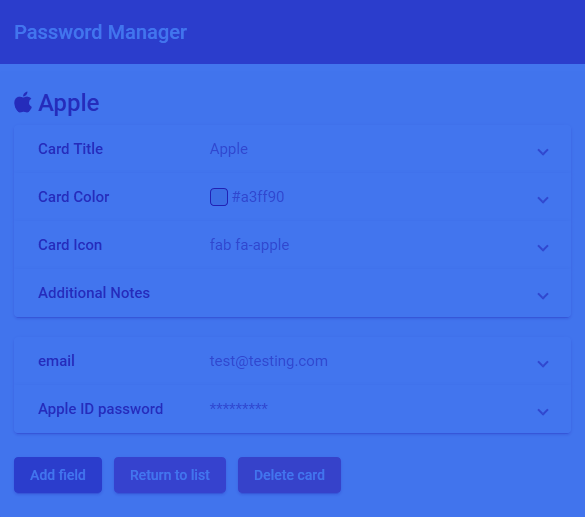 Password Manager
Apple
Card Title Apple
Card Color #a3ff90
Card Icon fab fa-apple
Additional Notes
email test@testing.com
Apple ID password *********
Add field Return to list Delete card